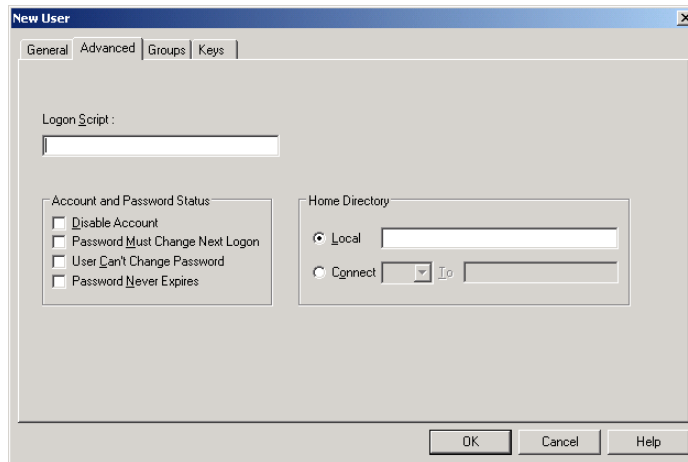 New User
General Advanced Groups Keys
Logon Script :
Account and Password Status
Disable Account
Password Must Change Next Logon
User Can't Change Password
Password Never Expires
Home Directory
Local
Connect To
OK Cancel Help